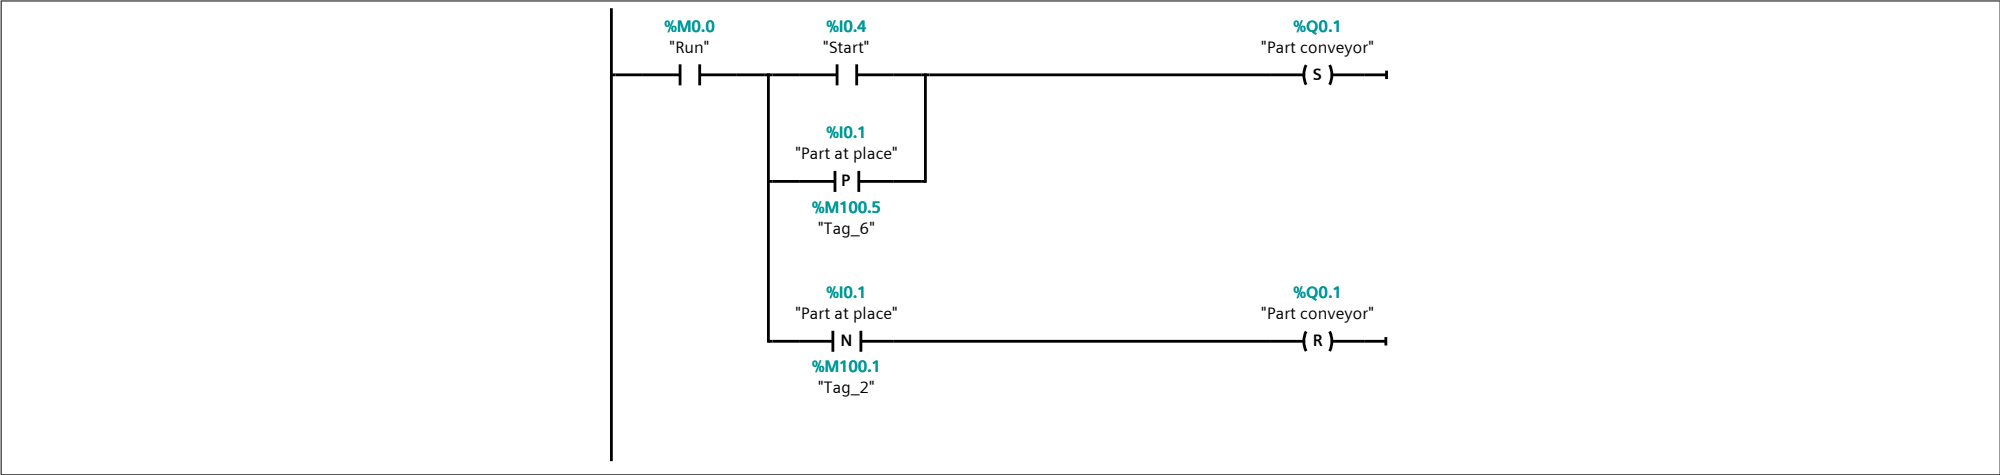 %M0.0
"Run"
%I0.4
"Start"
%Q0.1
"Part conveyor"
S
%I0.1
"Part at place"
P
%M100.5
"Tag_6"
%I0.1
"Part at place"
N
%M100.1
"Tag_2"
%Q0.1
"Part conveyor"
R